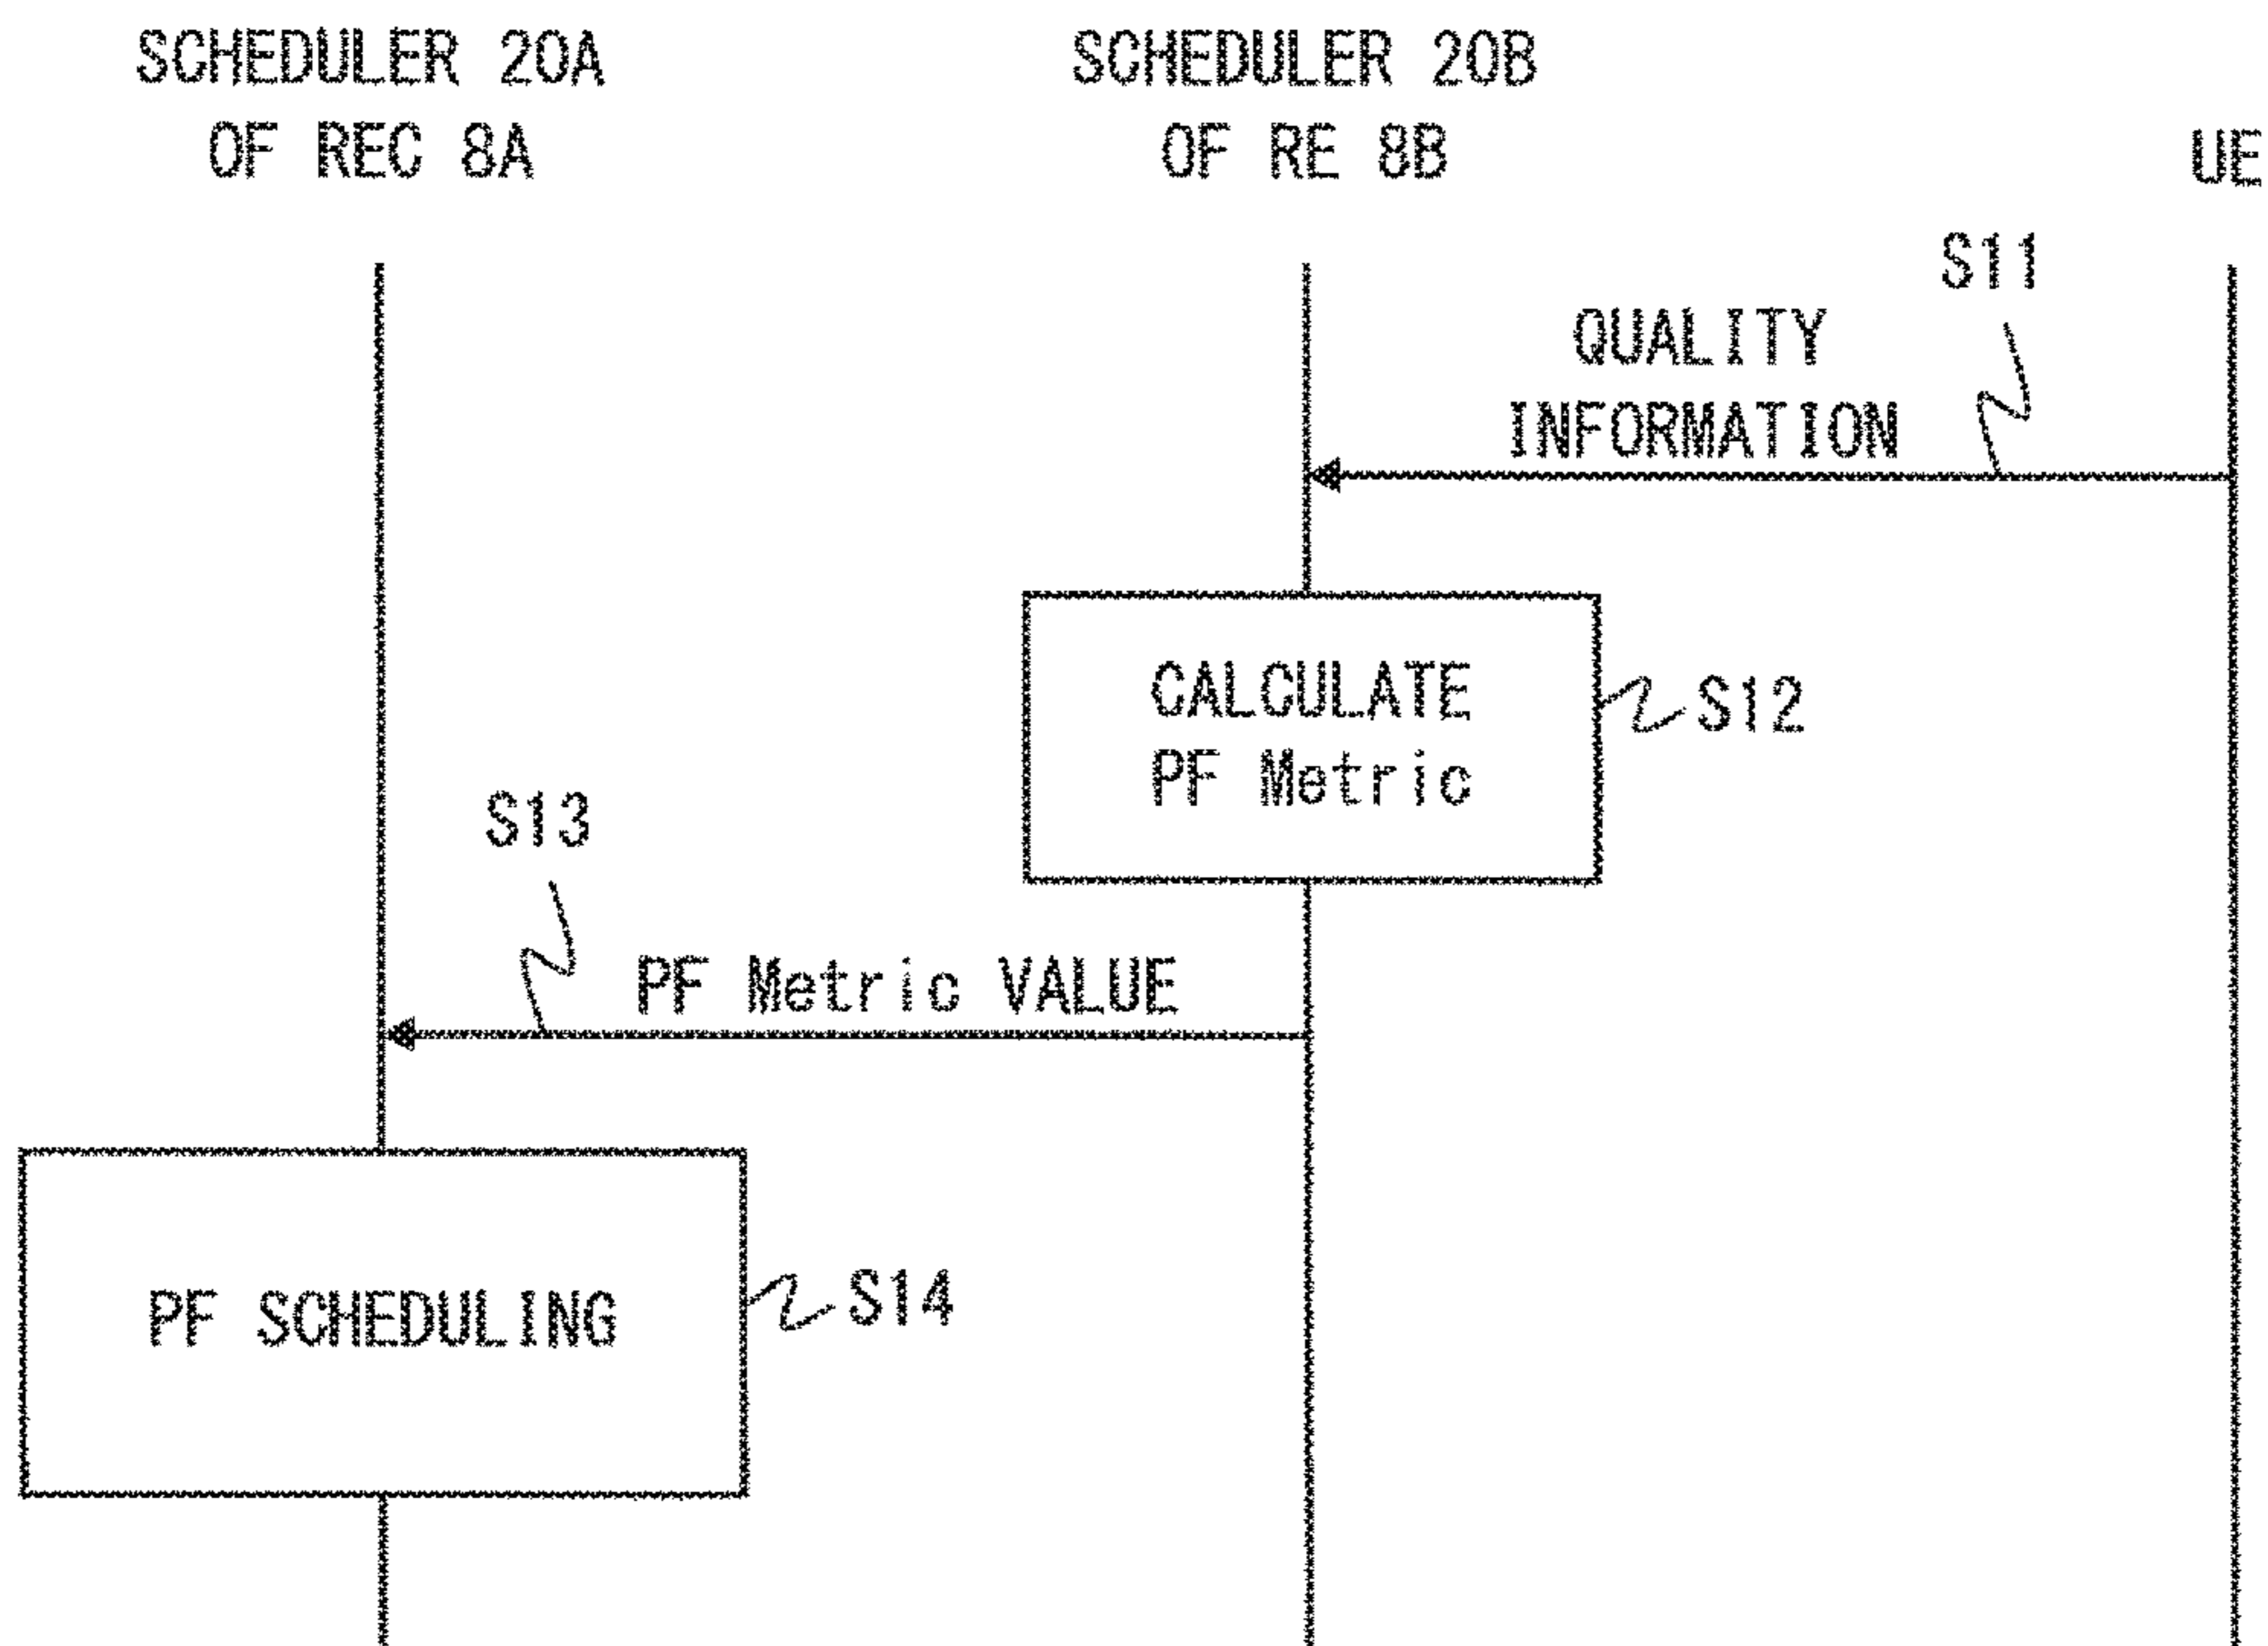 SCHEDULER 20A
OF REC 8A
SCHEDULER 20B
OF RE 8B
UE
S11
QUALITY
INFORMATION
CALCULATE
PF Metric
S12
S13
PF Metric VALUE
PF SCHEDULING
S14